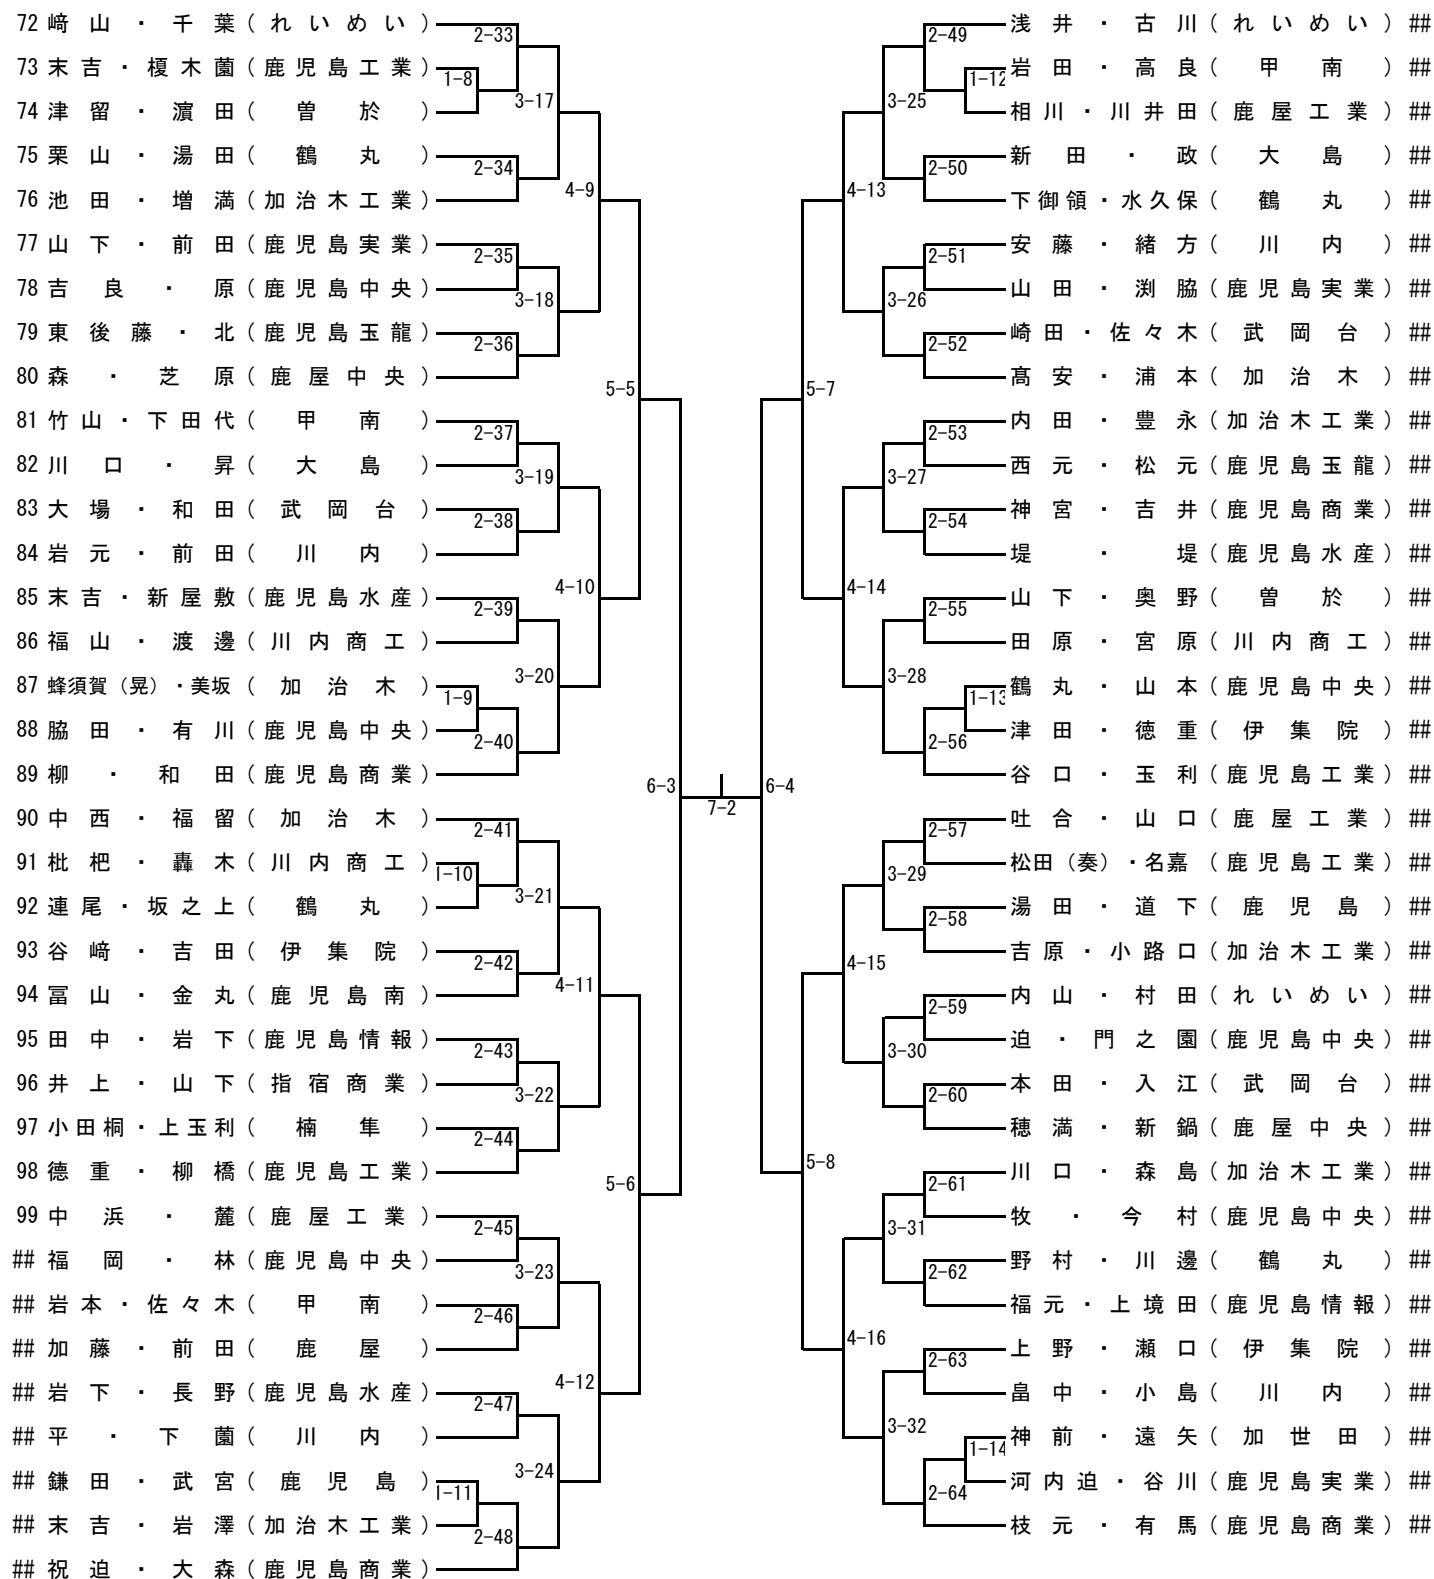 72 﨑山・千葉（れいめい）
73 末吉・榎木薗（鹿児島工業）
74 津留・濵田（曽於）
75 栗山・湯田（鶴丸）
76 池田・増満（加治木工業）
77 山下・前田（鹿児島実業）
78 吉良・原（鹿児島中央）
79 東後藤・北（鹿児島玉龍）
80 森・芝原（鹿屋中央）
81 竹山・下田代（甲南）
82 川口・昇（大島）
83 大場・和田（武岡台）
84 岩元・前田（川内）
85 末吉・新屋敷（鹿児島水産）
86 福山・渡邊（川内商工）
87 蜂須賀（晃）・美坂（加治木）
88 脇田・有川（鹿児島中央）
89 柳・和田（鹿児島商業）
90 中西・福留（加治木）
91 枇杷・轟木（川内商工）
92 連尾・坂之上（鶴丸）
93 谷﨑・吉田（伊集院）
94 冨山・金丸（鹿児島南）
95 田中・岩下（鹿児島情報）
96 井上・山下（指宿商業）
97 小田桐・上玉利（楠隼）
98 德重・柳橋（鹿児島工業）
99 中浜・麓（鹿屋工業）
## 福岡・林（鹿児島中央）
## 岩本・佐々木（甲南）
## 加藤・前田（鹿屋）
## 岩下・長野（鹿児島水産）
## 平・下薗（川内）
## 鎌田・武宮（鹿児島）
## 末吉・岩澤（加治木工業）
## 祝迫・大森（鹿児島商業）
1-8
1-9
1-10
1-11
2-33
2-34
2-35
2-36
2-37
2-38
2-39
2-40
2-41
2-42
2-43
2-44
2-45
2-46
2-47
2-48
3-17
3-18
3-19
3-20
3-21
3-22
3-23
3-24
4-9
4-10
4-11
4-12
5-5
5-6
6-3
7-2
6-4
5-7
5-8
4-13
4-14
4-15
4-16
3-25
3-26
3-27
3-28
3-29
3-30
3-31
3-32
2-49
2-50
2-51
2-52
2-53
2-54
2-55
2-56
2-57
2-58
2-59
2-60
2-61
2-62
2-63
2-64
1-12
1-13
1-14
浅井・古川（れいめい）##
岩田・高良（甲南）##
相川・川井田（鹿屋工業）##
新田・政（大島）##
下御領・水久保（鶴丸）##
安藤・緒方（川内）##
山田・渕脇（鹿児島実業）##
崎田・佐々木（武岡台）##
髙安・浦本（加治木）##
内田・豊永（加治木工業）##
西元・松元（鹿児島玉龍）##
神宮・吉井（鹿児島商業）##
堤・堤（鹿児島水産）##
山下・奥野（曽於）##
田原・宮原（川内商工）##
鶴丸・山本（鹿児島中央）##
津田・徳重（伊集院）##
谷口・玉利（鹿児島工業）##
吐合・山口（鹿屋工業）##
松田（奏）・名嘉（鹿児島工業）##
湯田・道下（鹿児島）##
吉原・小路口（加治木工業）##
内山・村田（れいめい）##
迫・門之園（鹿児島中央）##
本田・入江（武岡台）##
穂満・新鍋（鹿屋中央）##
川口・森島（加治木工業）##
牧・今村（鹿児島中央）##
野村・川邊（鶴丸）##
福元・上境田（鹿児島情報）##
上野・瀬口（伊集院）##
畠中・小島（川内）##
神前・遠矢（加世田）##
河内迫・谷川（鹿児島実業）##
枝元・有馬（鹿児島商業）##